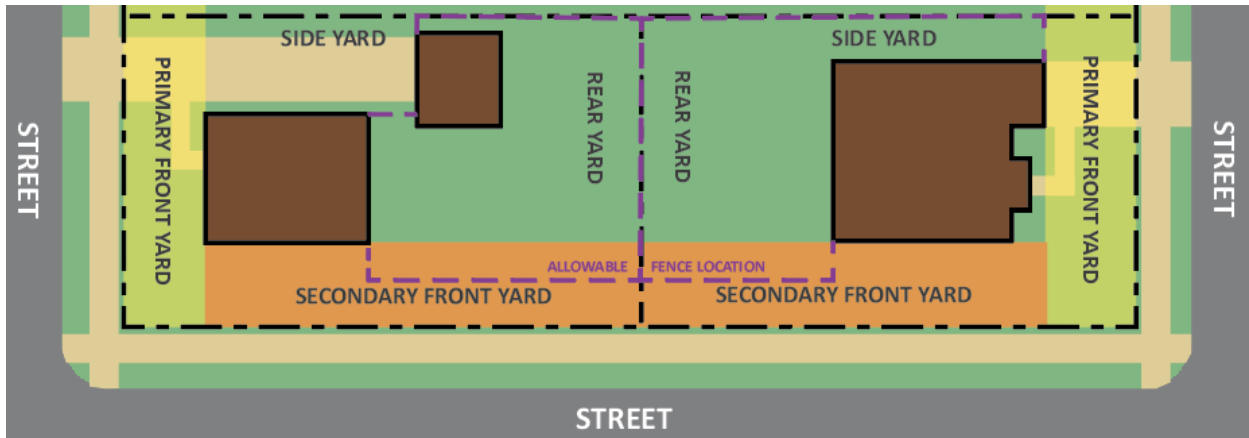 SIDE YARD
SIDE YARD
STREET
PRIMARY FRONT YARD
REAR YARD
REAR YARD
PRIMARY FRONT YARD
STREET
ALLOWABLE FENCE LOCATION
SECONDARY FRONT YARD
SECONDARY FRONT YARD
STREET